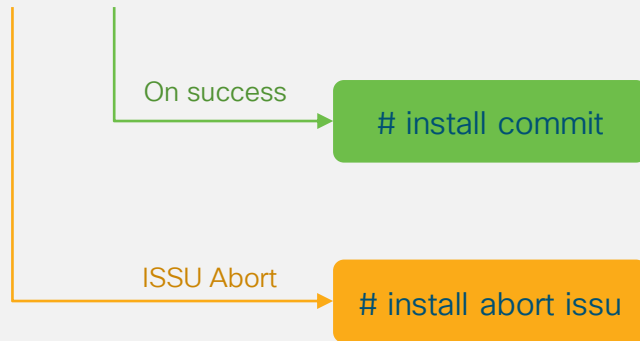 On success
# install commit
ISSU Abort
# install abort issu